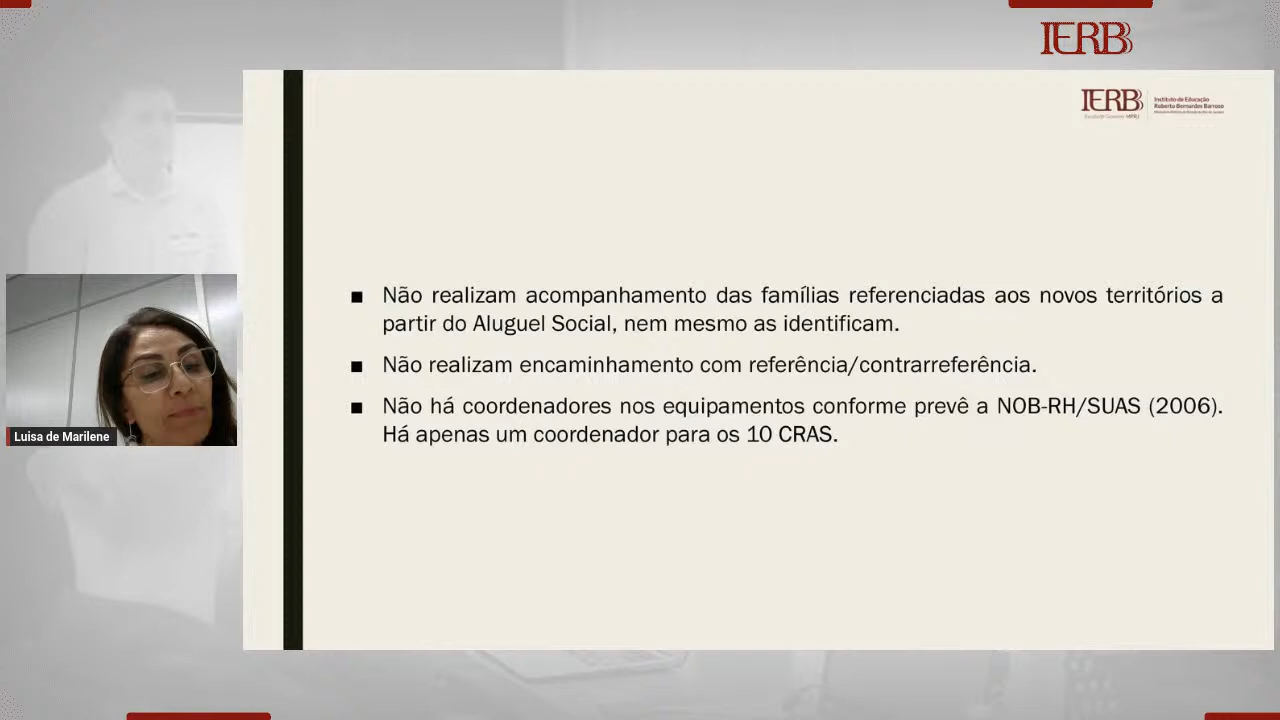 IERBB
IERBB
Instituto de Educação
Roberto Bernardes Barroso
■ Não realizam acompanhamento das famílias referenciadas aos novos territórios a
partir do Aluguel Social, nem mesmo as identificam.
■ Não realizam encaminhamento com referência/contrarreferência.
■ Não há coordenadores nos equipamentos conforme prevê a NOB-RH/SUAS (2006).
Há apenas um coordenador para os 10 CRAS.
Luisa de Marilene